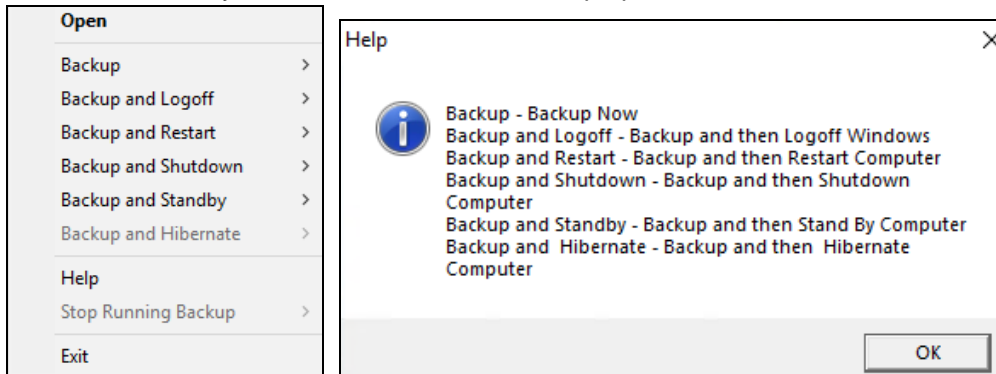 Open
Backup
Backup and Logoff
Backup and Restart
Backup and Shutdown
Backup and Standby
Backup and Hibernate
Help
Stop Running Backup
Exit
Help
Backup - Backup Now
Backup and Logoff - Backup and then Logoff Windows
Backup and Restart - Backup and then Restart Computer
Backup and Shutdown - Backup and then Shutdown
Computer
Backup and Standby - Backup and then Stand By Computer
Backup and  Hibernate - Backup and then  Hibernate
Computer
OK